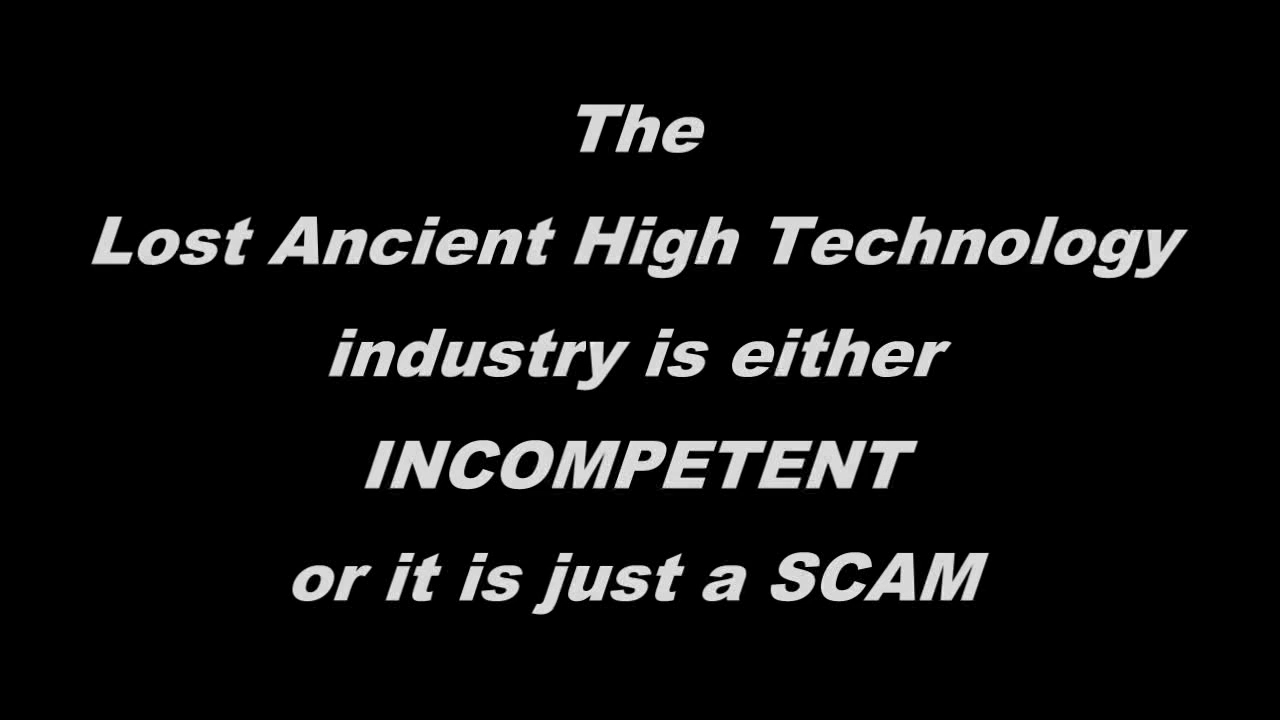 The
Lost Ancient High Technology
industry is either
INCOMPETENT
or it is just a SCAM